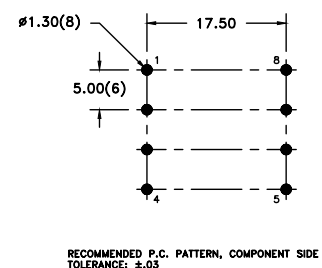 ø1.30(8)
17.50
1
8
5.00(6)
4
5
RECOMMENDED P.C. PATTERN, COMPONENT SIDE
TOLERANCE: ±.03